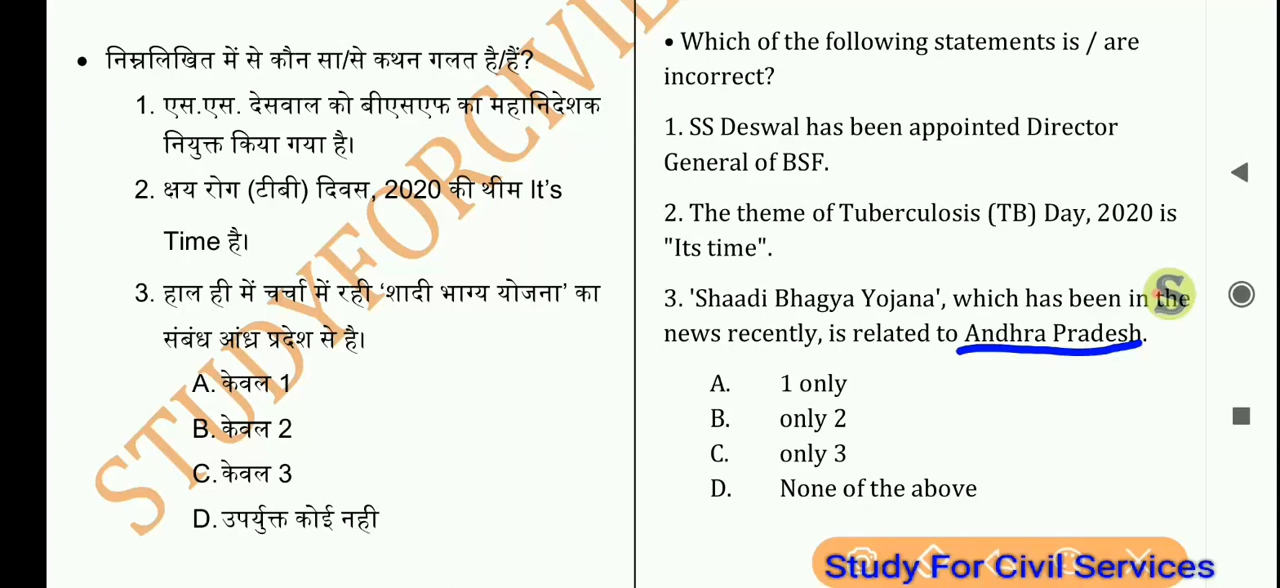 • निम्नलिखित में से कौन सा/से कथन गलत है/हैं?
1. एस.एस. देसवाल को बीएसएफ का महानिदेशक
नियुक्त किया गया है।
2. क्षय रोग (टीबी) दिवस, 2020 की थीम It's
Time है।
3. हाल ही में चर्चा में रही ‘शादी भाग्य योजना’ का
संबंध आंध्र प्रदेश से है।
A. केवल 1
B. केवल 2
C. केवल 3
D. उपर्युक्त कोई नही
• Which of the following statements is / are
incorrect?
1. SS Deswal has been appointed Director
General of BSF.
2. The theme of Tuberculosis (TB) Day, 2020 is
"Its time".
3. 'Shaadi Bhagya Yojana', which has been in the
news recently, is related to Andhra Pradesh.
A. 1 only
B. only 2
C. only 3
D. None of the above
STUDYFORCIVIL
S
Study For Civil Services